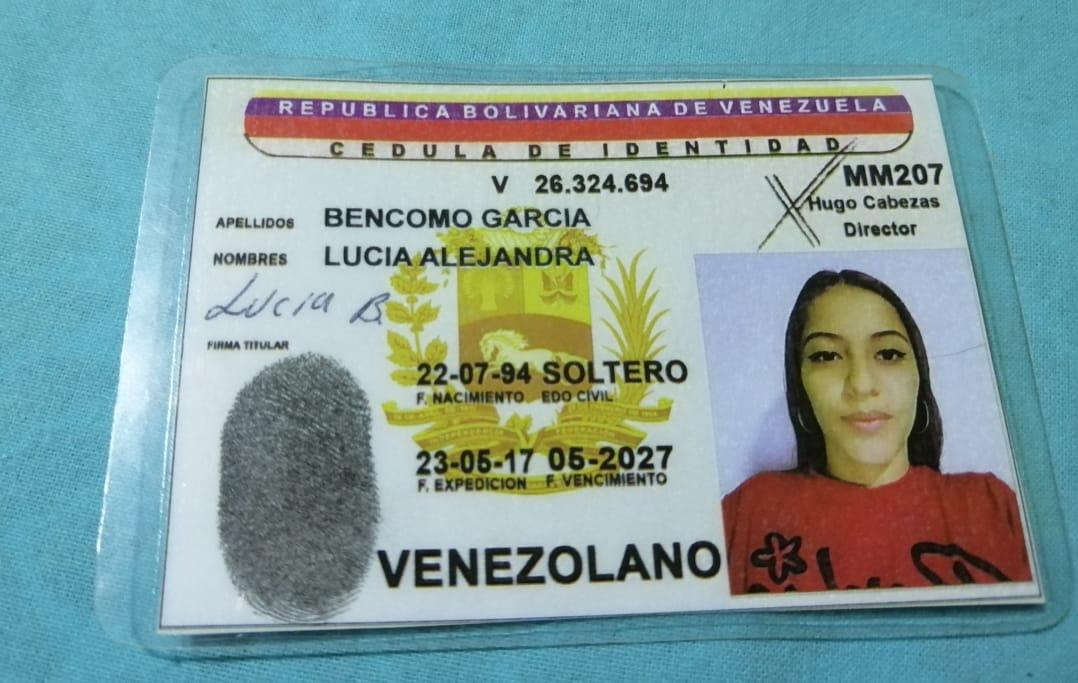 REPUBLICA BOLIVARIANA DE VENEZUELA
CEDULA DE IDENTIDAD
V 26.324.694
MM207
Hugo Cabezas
Director
APELLIDOS BENCOMO GARCIA
NOMBRES LUCIA ALEJANDRA
Lucia B.
FIRMA TITULAR
22-07-94 SOLTERO
F. NACIMIENTO EDO CIVIL
23-05-17 05-2027
F. EXPEDICION F. VENCIMIENTO
VENEZOLANO